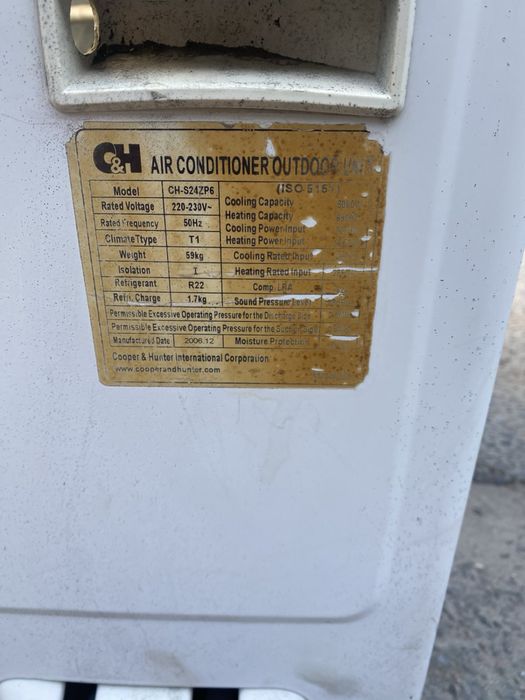 C&H AIR CONDITIONER OUTDOOR UNIT
(ISO 5151)
Model CH-S24ZP6 Cooling Capacity
Rated Voltage 220-230V~ Heating Capacity
Rated Frequency 50Hz Cooling Power Input
Climate Ttype T1 Heating Power Input
Weight 59kg Cooling Rated Input
Isolation I Heating Rated Input
Refrigerant R22 Comp LRA
Refri. Charge 1.7kg Sound Pressure Level
Permissible Excessive Operating Pressure for the Discharge Side
Permissible Excessive Operating Pressure for the Suction Side
Manufactured Date 2006.12 Moisture Protection
Cooper & Hunter International Corporation
www.cooperandhunter.com